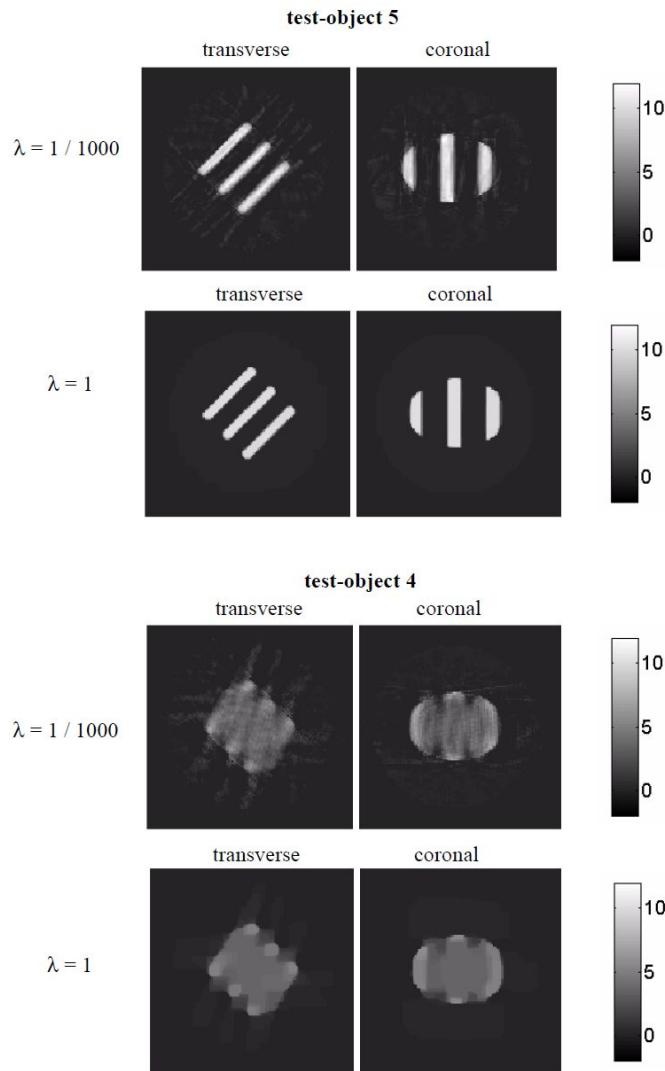 test-object 5
transverse
coronal
λ = 1 / 1000
10
5
0
transverse
coronal
λ = 1
10
5
0
test-object 4
transverse
coronal
λ = 1 / 1000
10
5
0
transverse
coronal
λ = 1
10
5
0